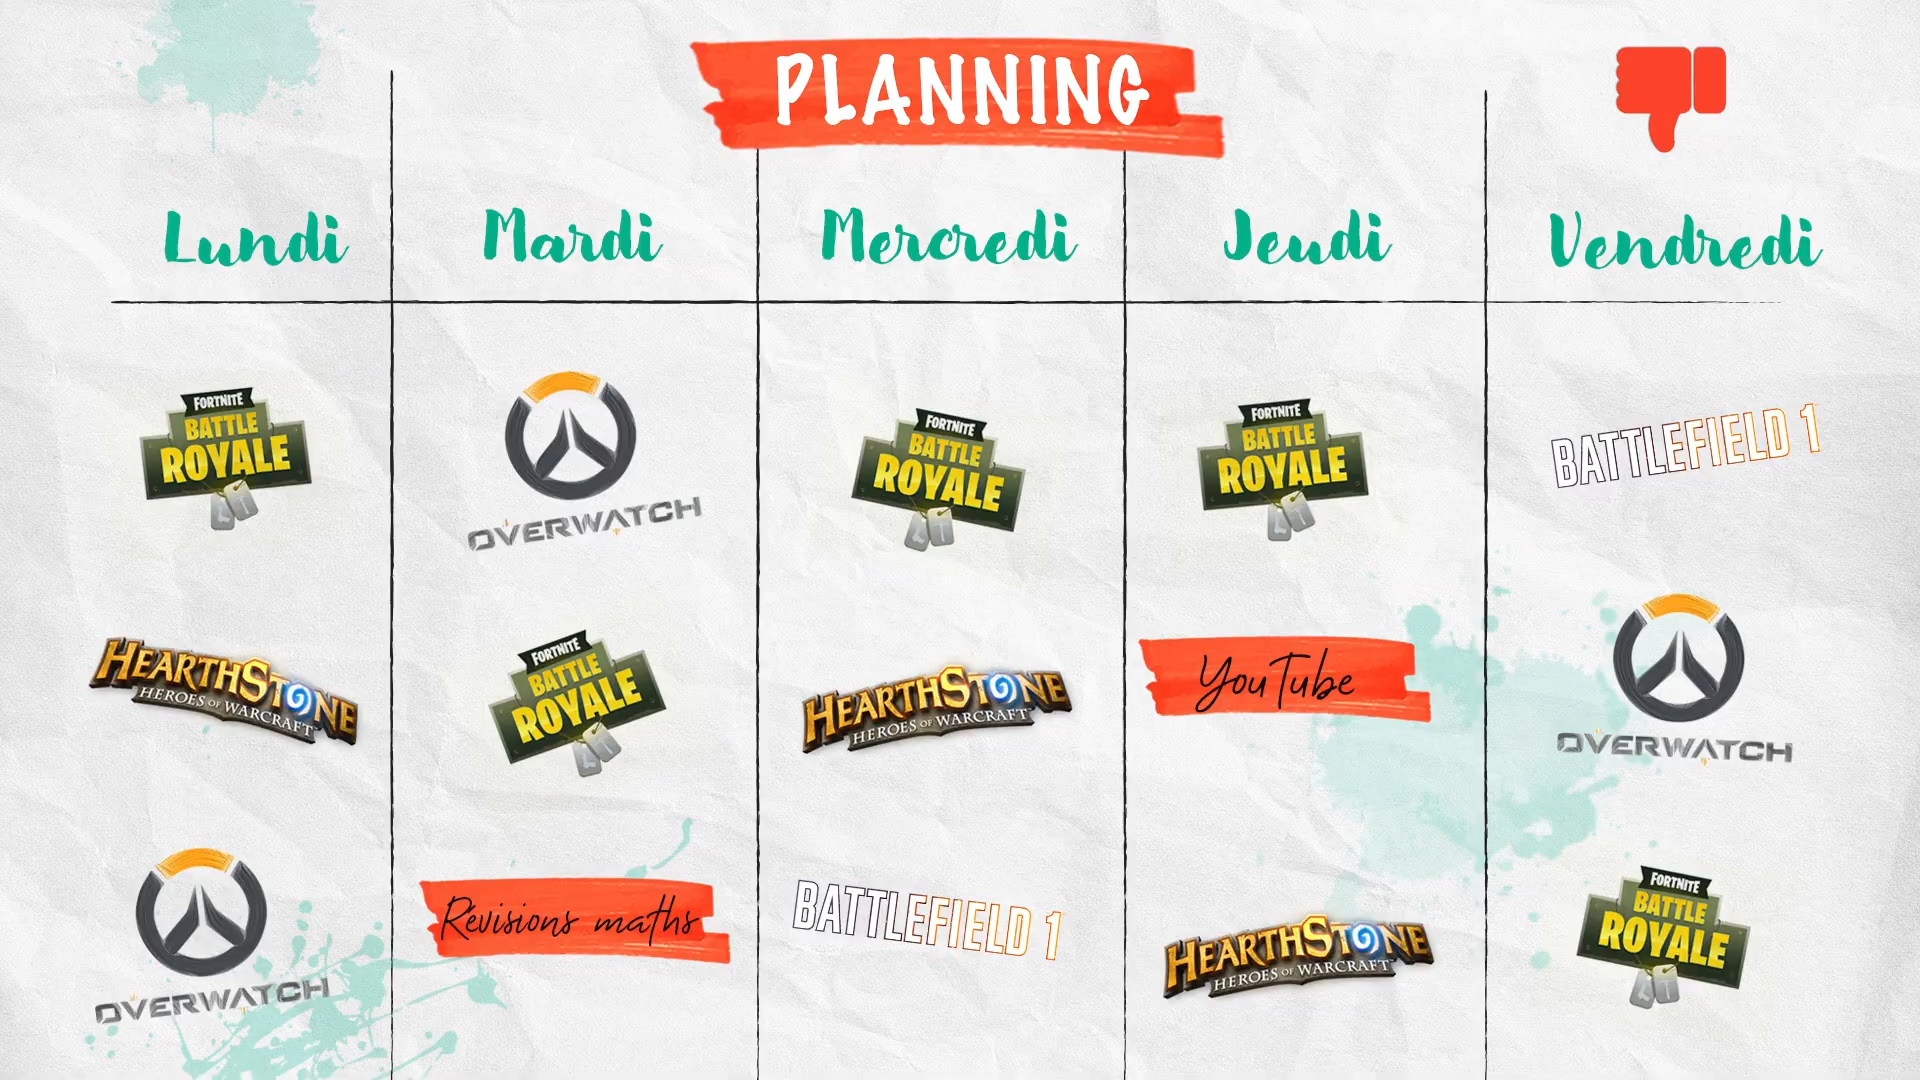 PLANNING
Lundi
Mardi
Mercredi
Jeudi
Vendredi
FORTNITE
BATTLE
ROYALE
HEARTHSTONE
HEROES OF WARCRAFT
OVERWATCH
OVERWATCH
FORTNITE
BATTLE
ROYALE
Révisions maths
FORTNITE
BATTLE
ROYALE
HEARTHSTONE
HEROES OF WARCRAFT
BATTLEFIELD 1
FORTNITE
BATTLE
ROYALE
YouTube
HEARTHSTONE
HEROES OF WARCRAFT
BATTLEFIELD 1
OVERWATCH
FORTNITE
BATTLE
ROYALE